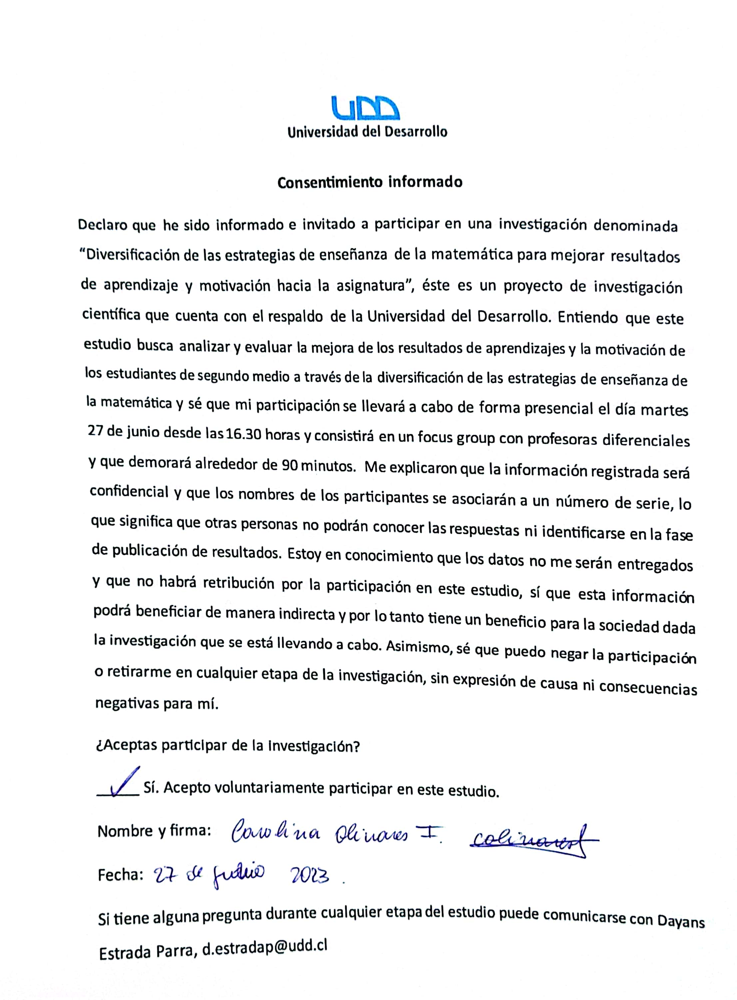 UDD
Universidad del Desarrollo
Consentimiento informado
Declaro que he sido informado e invitado a participar en una investigación denominada
“Diversificación de las estrategias de enseñanza de la matemática para mejorar resultados
de aprendizaje y motivación hacia la asignatura”, éste es un proyecto de investigación
científica que cuenta con el respaldo de la Universidad del Desarrollo. Entiendo que este
estudio busca analizar y evaluar la mejora de los resultados de aprendizajes y la motivación de
los estudiantes de segundo medio a través de la diversificación de las estrategias de enseñanza de
la matemática y sé que mi participación se llevará a cabo de forma presencial el día martes
27 de junio desde las 16.30 horas y consistirá en un focus group con profesoras diferenciales
y que demorará alrededor de 90 minutos. Me explicaron que la información registrada será
confidencial y que los nombres de los participantes se asociarán a un número de serie, lo
que significa que otras personas no podrán conocer las respuestas ni identificarse en la fase
de publicación de resultados. Estoy en conocimiento que los datos no me serán entregados
y que no habrá retribución por la participación en este estudio, sí que esta información
podrá beneficiar de manera indirecta y por lo tanto tiene un beneficio para la sociedad dada
la investigación que se está llevando a cabo. Asimismo, sé que puedo negar la participación
o retirarme en cualquier etapa de la investigación, sin expresión de causa ni consecuencias
negativas para mí.
¿Aceptas participar de la investigación?
Sí. Acepto voluntariamente participar en este estudio.
Nombre y firma: Carolina Olinares I. colinares
Fecha: 27 de junio 2023.
Si tiene alguna pregunta durante cualquier etapa del estudio puede comunicarse con Dayans
Estrada Parra, d.estradap@udd.cl